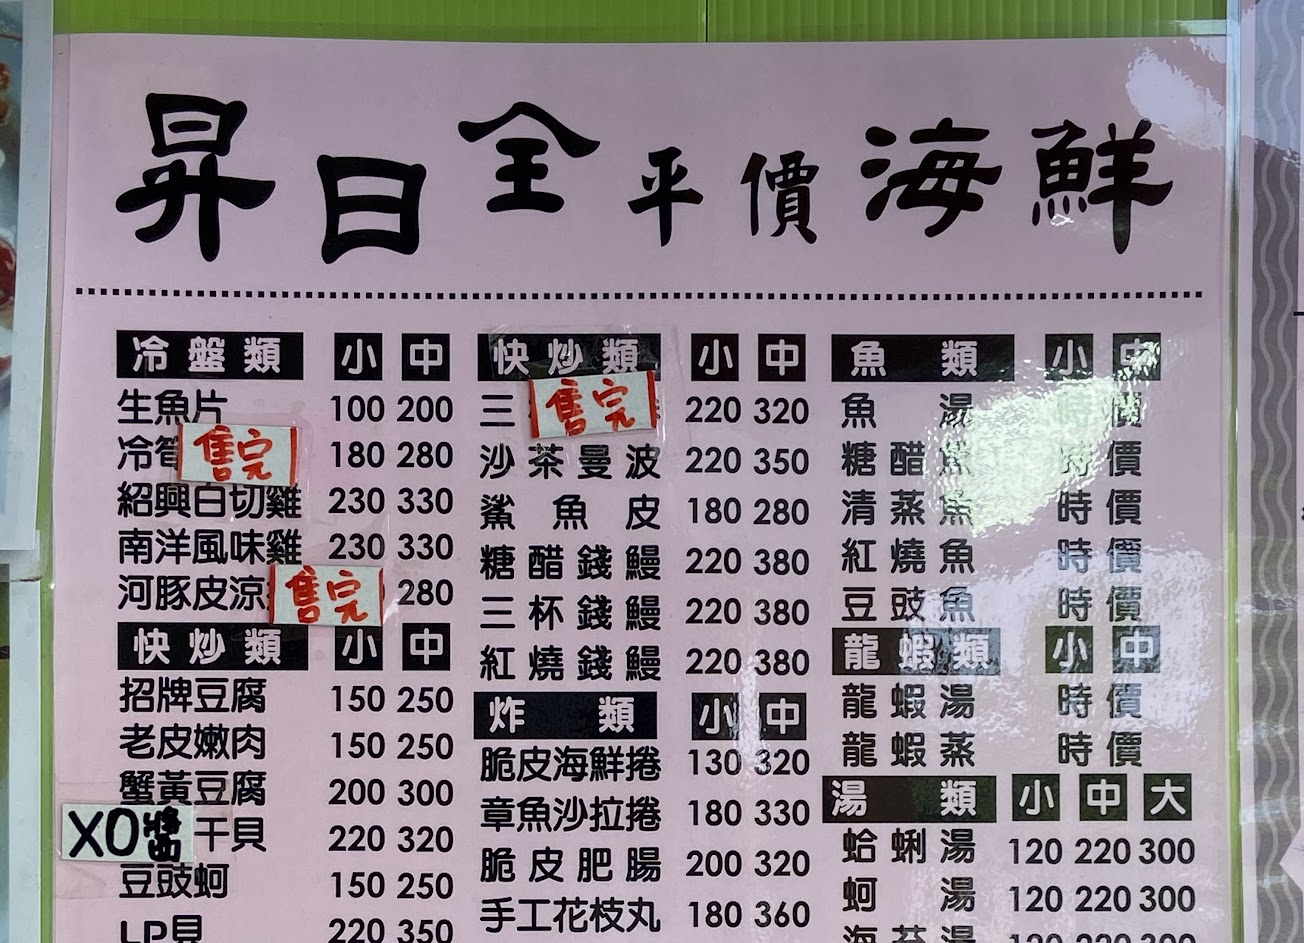 昇日全平價海鮮
冷盤類 小 中
生魚片 100 200
冷筍 售完 180 280
紹興白切雞 230 330
南洋風味雞 230 330
河豚皮涼 售完 280
快炒類 小 中
招牌豆腐 150 250
老皮嫩肉 150 250
蟹黃豆腐 200 300
XO醬干貝 220 320
豆豉蚵 150 250
LP貝 220 350
快炒類 小 中
三 售完 220 320
沙茶曼波 220 350
鯊魚皮 180 280
糖醋錢鰻 220 380
三杯錢鰻 220 380
紅燒錢鰻 220 380
炸類 小 中
脆皮海鮮捲 130 320
章魚沙拉捲 180 330
脆皮肥腸 200 320
手工花枝丸 180 360
魚類 小 中
魚湯 時價
糖醋魚 時價
清蒸魚 時價
紅燒魚 時價
豆豉魚 時價
龍蝦類 小 中
龍蝦湯 時價
龍蝦蒸 時價
湯類 小 中 大
蛤蜊湯 120 220 300
蚵湯 120 220 300